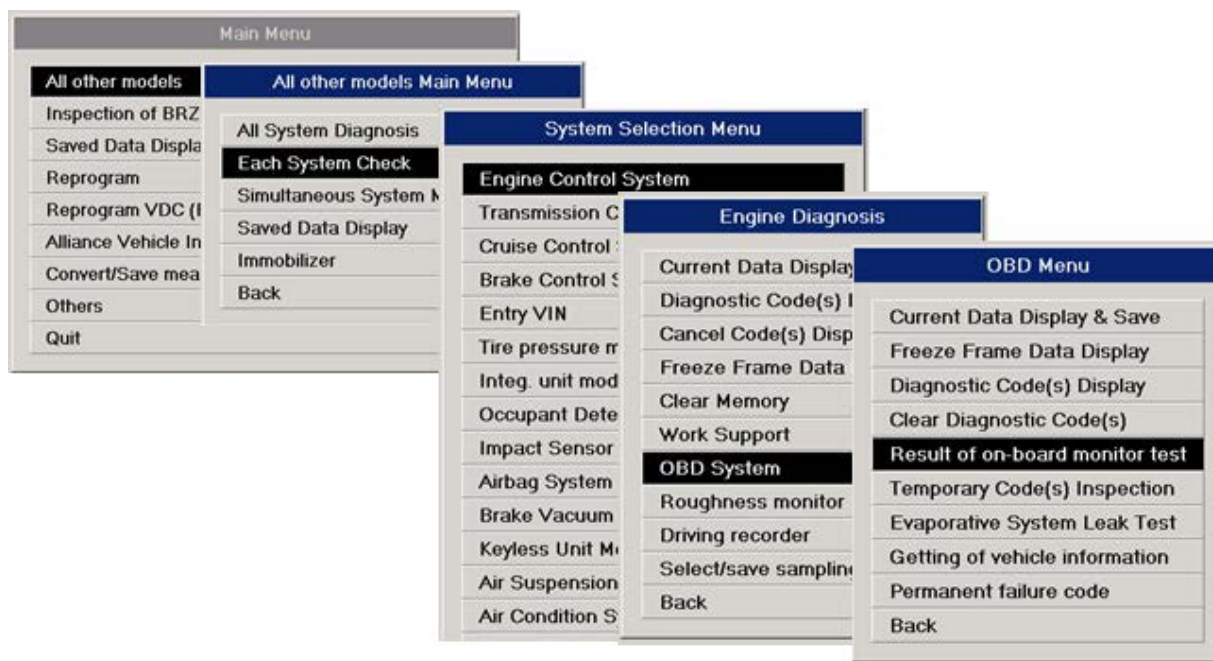 Main Menu
All other models
Inspection of BRZ
Saved Data Displa
Reprogram
Reprogram VDC (
Alliance Vehicle In
Convert/Save mea
Others
Quit
All other models Main Menu
All System Diagnosis
Each System Check
Simultaneous System
Saved Data Display
Immobilizer
Back
System Selection Menu
Engine Control System
Transmission C
Cruise Control
Brake Control S
Entry VIN
Tire pressure m
Integ. unit mod
Occupant Dete
Impact Sensor
Airbag System
Brake Vacuum
Keyless Unit M
Air Suspension
Air Condition S
Engine Diagnosis
Current Data Display
Diagnostic Code(s)
Cancel Code(s) Disp
Freeze Frame Data
Clear Memory
Work Support
OBD System
Roughness monitor
Driving recorder
Select/save sampling
Back
OBD Menu
Current Data Display & Save
Freeze Frame Data Display
Diagnostic Code(s) Display
Clear Diagnostic Code(s)
Result of on-board monitor test
Temporary Code(s) Inspection
Evaporative System Leak Test
Getting of vehicle information
Permanent failure code
Back